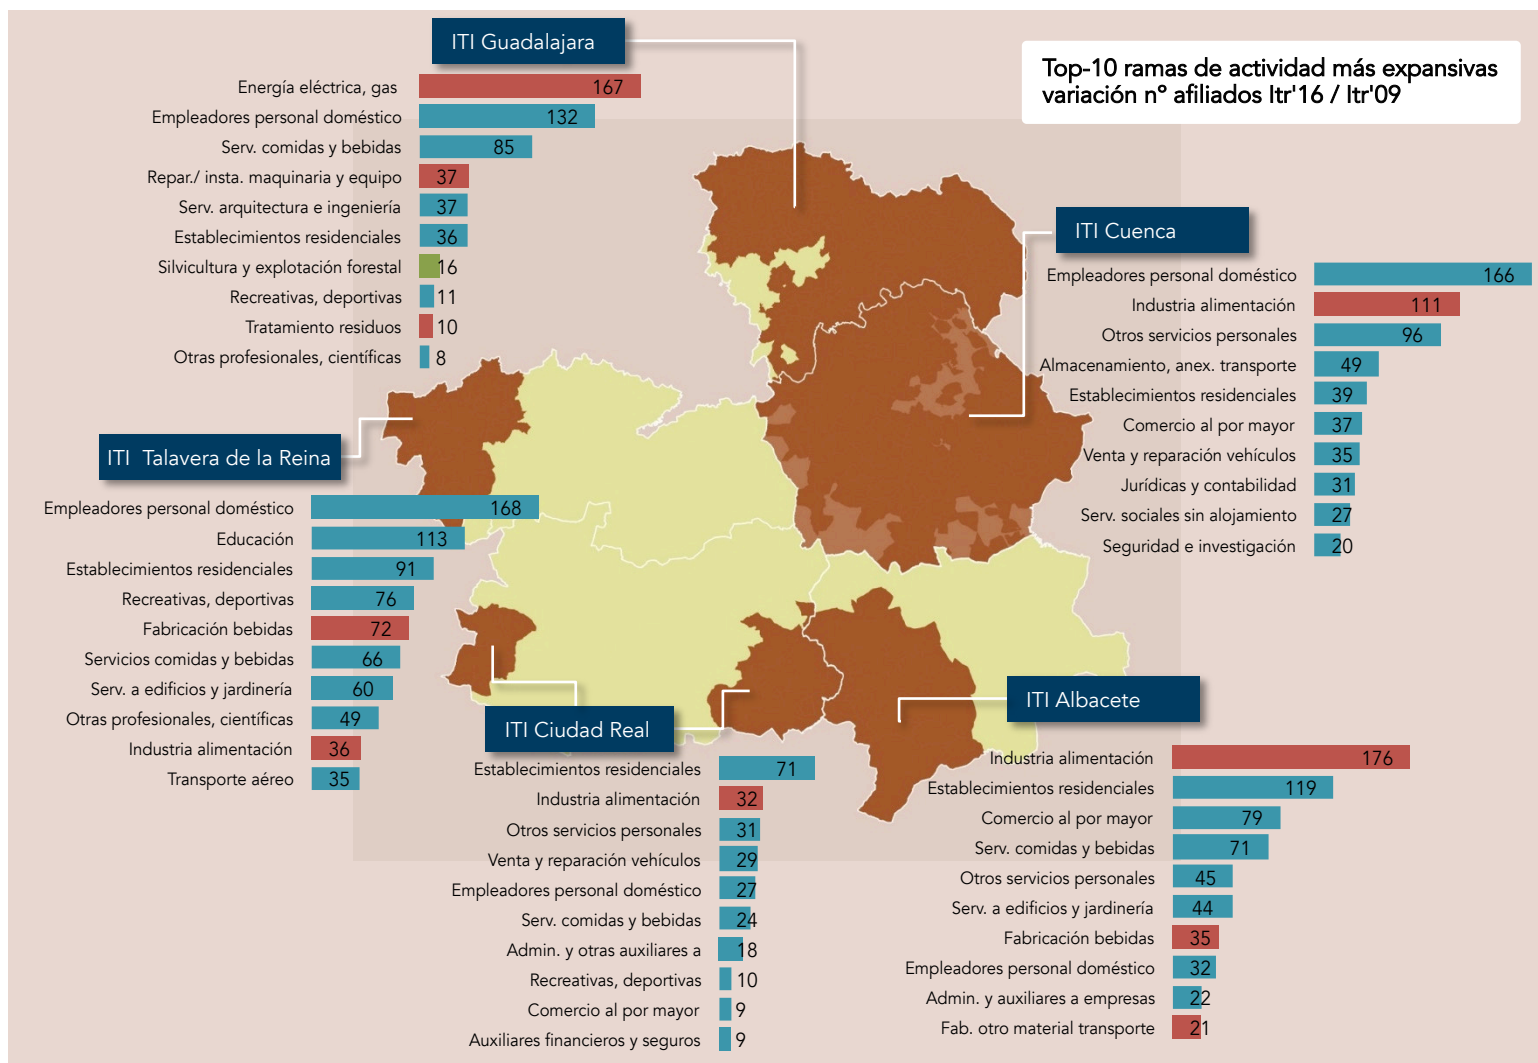 ITI Guadalajara
Top-10 ramas de actividad más expansivas
variación nº afiliados Itr'16 / Itr'09
Energía eléctrica, gas 167
Empleadores personal doméstico 132
Serv. comidas y bebidas 85
Repar./ insta. maquinaria y equipo 37
Serv. arquitectura e ingeniería 37
Establecimientos residenciales 36
Silvicultura y explotación forestal 16
Recreativas, deportivas 11
Tratamiento residuos 10
Otras profesionales, científicas 8
ITI Cuenca
Empleadores personal doméstico 166
Industria alimentación 111
Otros servicios personales 96
Almacenamiento, anex. transporte 49
Establecimientos residenciales 39
Comercio al por mayor 37
Venta y reparación vehículos 35
Jurídicas y contabilidad 31
Serv. sociales sin alojamiento 27
Seguridad e investigación 20
ITI Talavera de la Reina
Empleadores personal doméstico 168
Educación 113
Establecimientos residenciales 91
Recreativas, deportivas 76
Fabricación bebidas 72
Servicios comidas y bebidas 66
Serv. a edificios y jardinería 60
Otras profesionales, científicas 49
Industria alimentación 36
Transporte aéreo 35
ITI Ciudad Real
Establecimientos residenciales 71
Industria alimentación 32
Otros servicios personales 31
Venta y reparación vehículos 29
Empleadores personal doméstico 27
Serv. comidas y bebidas 24
Admin. y otras auxiliares a 18
Recreativas, deportivas 10
Comercio al por mayor 9
Auxiliares financieros y seguros 9
ITI Albacete
Industria alimentación 176
Establecimientos residenciales 119
Comercio al por mayor 79
Serv. comidas y bebidas 71
Otros servicios personales 45
Serv. a edificios y jardinería 44
Fabricación bebidas 35
Empleadores personal doméstico 32
Admin. y auxiliares a empresas 22
Fab. otro material transporte 21